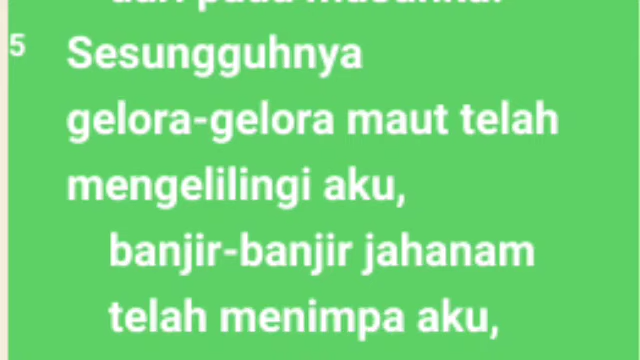 5 Sesungguhnya
gelora-gelora maut telah
mengelilingi aku,
banjir-banjir jahanam
telah menimpa aku,